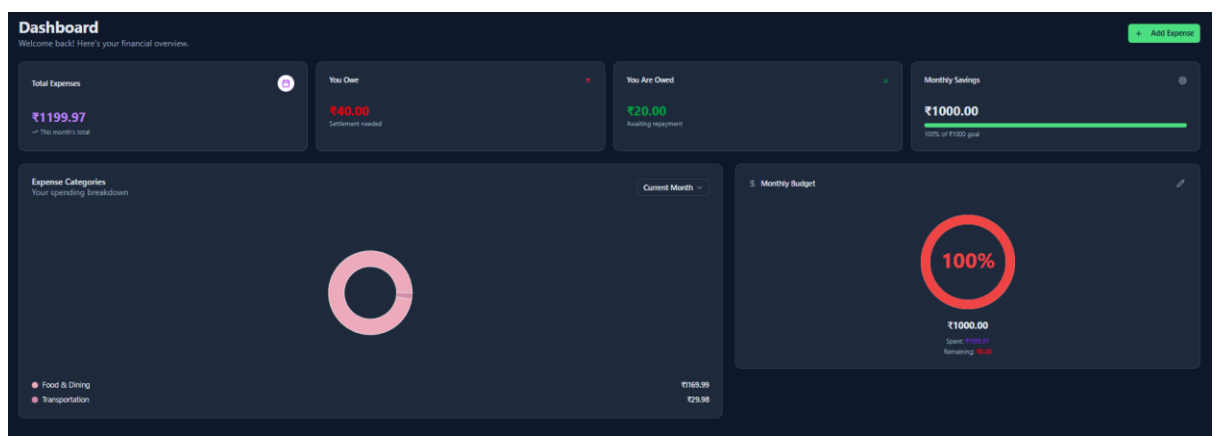 Dashboard
Welcome back! Here's your financial overview.
+ Add Expense
Total Expenses
₹1199.97
This month's total
You Owe
₹40.00
Settlement needed
You Are Owed
₹20.00
Awaiting repayment
Monthly Savings
₹1000.00
100% of ₹1000 goal
Expense Categories
Your spending breakdown
Current Month
Food & Dining ₹1169.99
Transportation ₹29.98
$ Monthly Budget
100%
₹1000.00
Spent: ₹1199.97
Remaining: ₹0.00